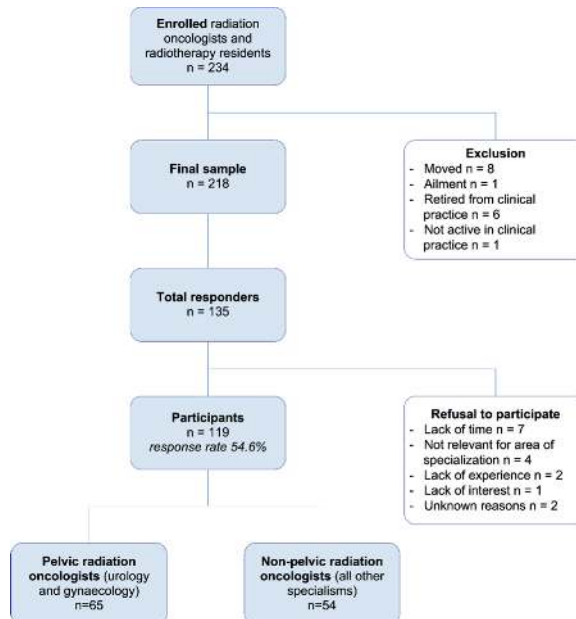 Enrolled radiation
oncologists and
radiotherapy residents
n = 234
Final sample
n = 218
Exclusion
- Moved n = 8
- Ailment n = 1
- Retired from clinical
practice n = 6
- Not active in clinical
practice n = 1
Total responders
n = 135
Participants
n = 119
response rate 54.6%
Refusal to participate
- Lack of time n = 7
- Not relevant for area of
specialization n = 4
- Lack of experience n = 2
- Lack of interest n = 1
- Unknown reasons n = 2
Pelvic radiation
oncologists (urology
and gynaecology)
n=65
Non-pelvic radiation
oncologists (all other
specialisms)
n=54